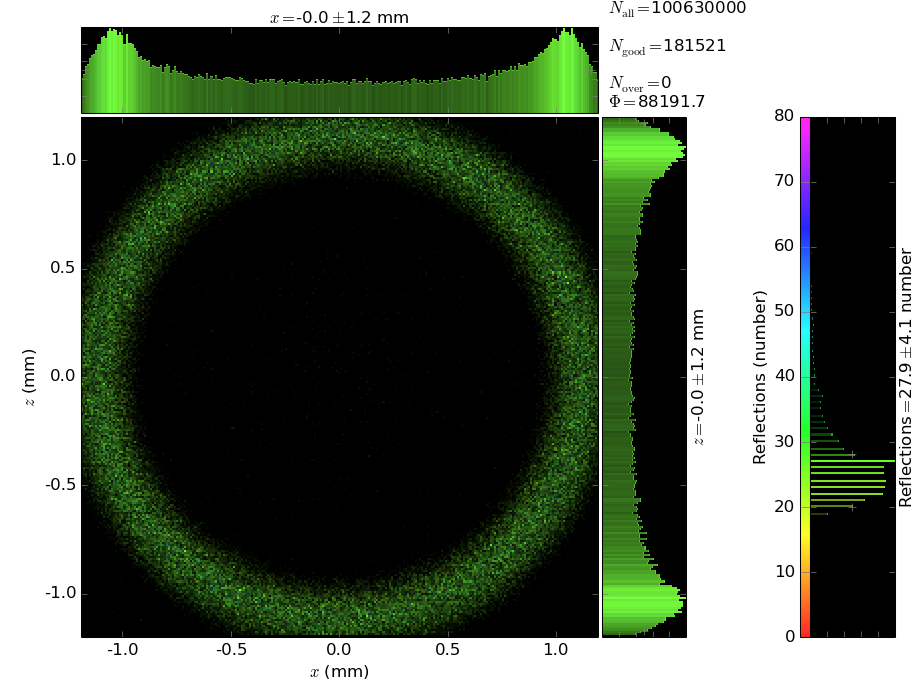 x=-0.0±1.2 mm
N_all=100630000
N_good=181521
N_over=0
Φ=88191.7
1.0
0.5
0.0
-0.5
-1.0
z (mm)
-1.0 -0.5 0.0 0.5 1.0
x (mm)
z=-0.0±1.2 mm
80
70
60
50
40
30
20
10
0
Reflections (number)
Reflections=27.9±4.1 number